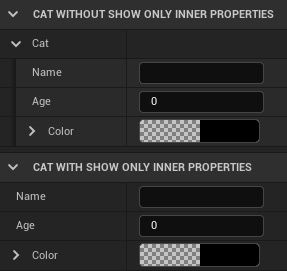 CAT WITHOUT SHOW ONLY INNER PROPERTIES
Cat
Name
Age 0
Color
CAT WITH SHOW ONLY INNER PROPERTIES
Name
Age 0
Color